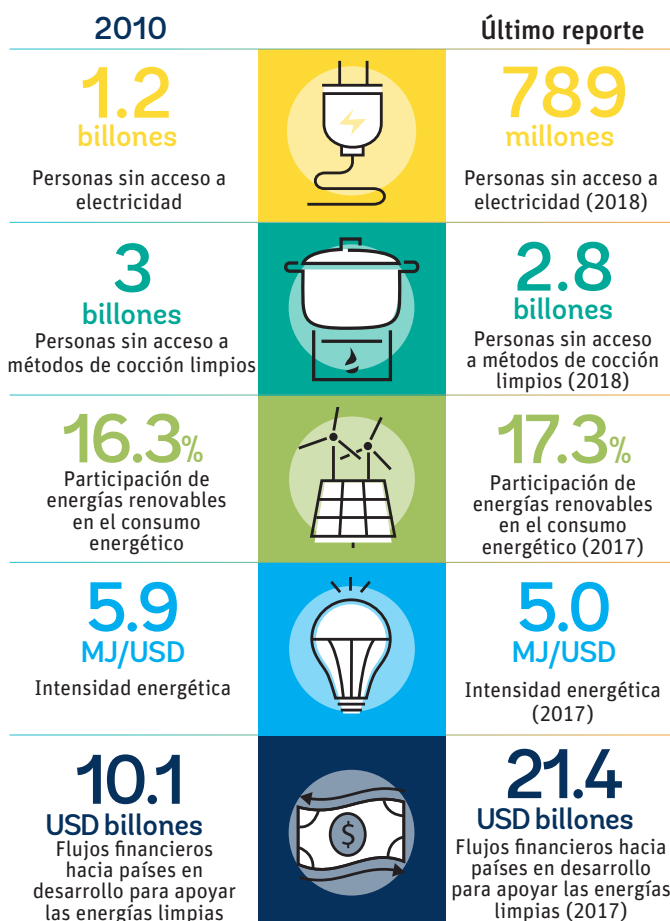 2010
Último reporte
1.2
billones
Personas sin acceso a
electricidad
789
millones
Personas sin acceso a
electricidad (2018)
3
billones
Personas sin acceso a
métodos de cocción limpios
2.8
billones
Personas sin acceso
a métodos de cocción
limpios (2018)
16.3%
Participación de
energías renovables
en el consumo
energético
17.3%
Participación de
energías renovables
en el consumo
energético (2017)
5.9
MJ/USD
Intensidad energética
5.0
MJ/USD
Intensidad energética
(2017)
10.1
USD billones
Flujos financieros
hacia países en
desarrollo para apoyar
las energías limpias
$
21.4
USD billones
Flujos financieros hacia
países en desarrollo
para apoyar las energías
limpias (2017)